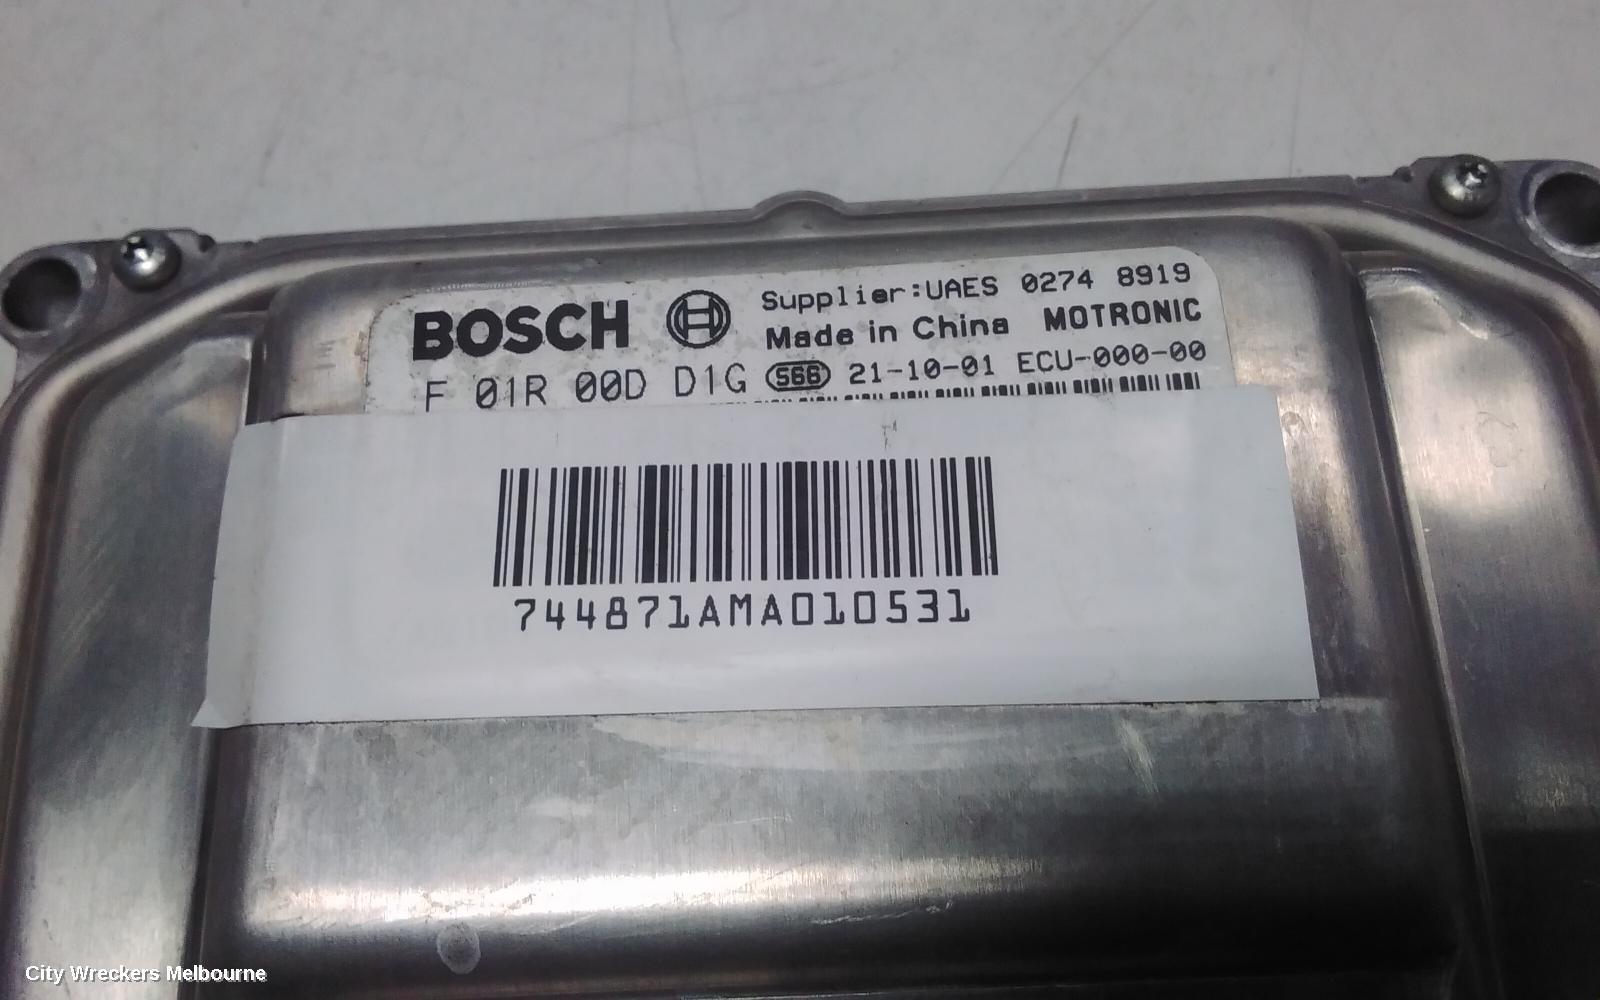 BOSCH
Supplier:UAES 0274 8919
Made in China MOTRONIC
F 01R 00D D1G 566 21-10-01 ECU-000-00
744871AMA010531
City Wreckers Melbourne